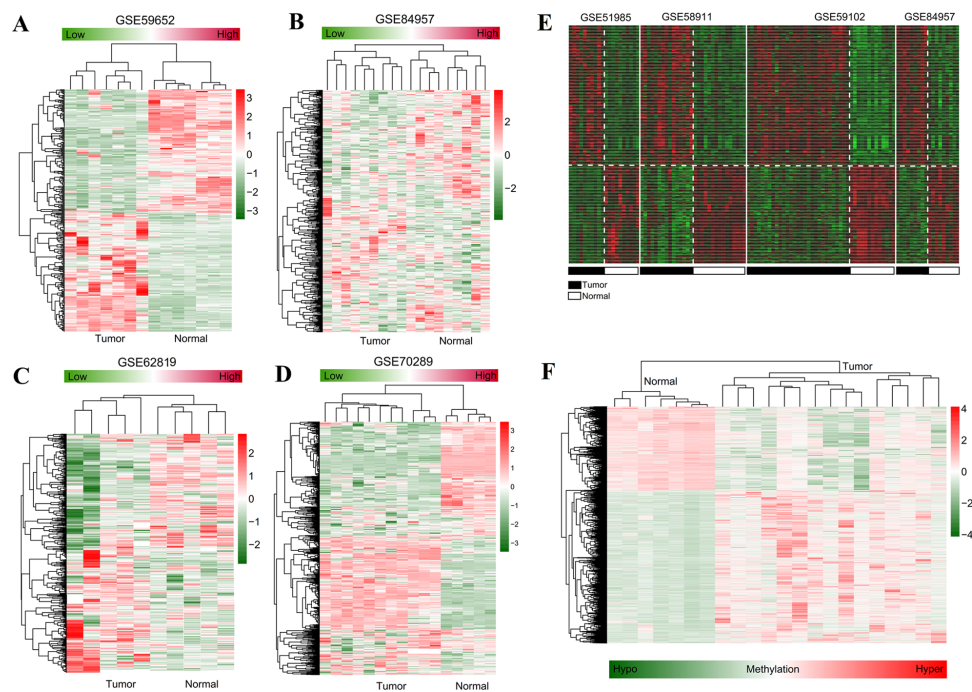 A
GSE59652
Low High
3
2
1
0
-1
-2
-3
Tumor Normal
B
GSE84957
Low High
2
0
−2
Tumor Normal
C
GSE62819
Low High
2
1
0
−1
−2
Tumor Normal
D
GSE70289
Low High
3
2
1
0
-1
-2
-3
Tumor Normal
E
GSE51985 GSE58911 GSE59102 GSE84957
Tumor
Normal
F
Normal Tumor
4
2
0
−2
−4
Hypo Methylation Hyper